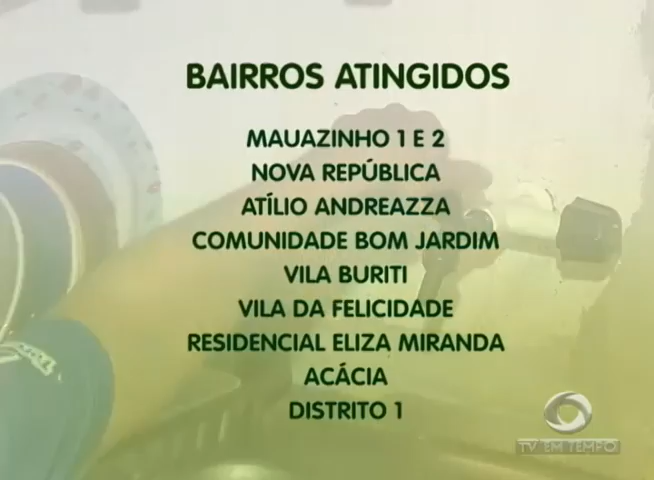 BAIRROS ATINGIDOS
MAUAZINHO 1 E 2
NOVA REPÚBLICA
ATÍLIO ANDREAZZA
COMUNIDADE BOM JARDIM
VILA BURITI
VILA DA FELICIDADE
RESIDENCIAL ELIZA MIRANDA
ACÁCIA
DISTRITO 1
TV EM TEMPO